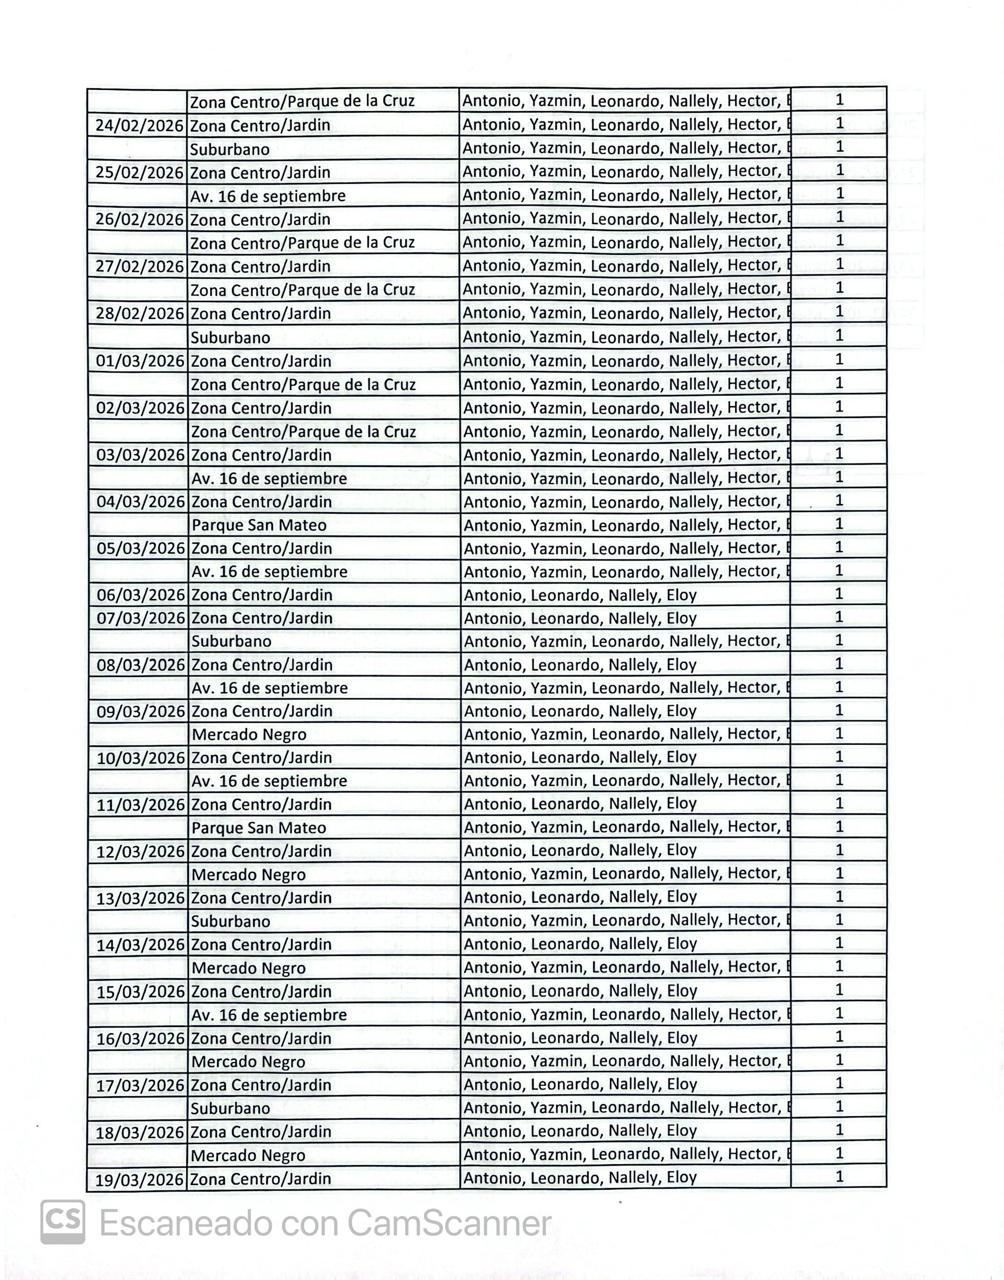 Zona Centro/Parque de la Cruz Antonio, Yazmin, Leonardo, Nallely, Hector, 1
24/02/2026 Zona Centro/Jardin Antonio, Yazmin, Leonardo, Nallely, Hector, 1
Suburbano Antonio, Yazmin, Leonardo, Nallely, Hector, 1
25/02/2026 Zona Centro/Jardin Antonio, Yazmin, Leonardo, Nallely, Hector, 1
Av. 16 de septiembre Antonio, Yazmin, Leonardo, Nallely, Hector, 1
26/02/2026 Zona Centro/Jardin Antonio, Yazmin, Leonardo, Nallely, Hector, 1
Zona Centro/Parque de la Cruz Antonio, Yazmin, Leonardo, Nallely, Hector, 1
27/02/2026 Zona Centro/Jardin Antonio, Yazmin, Leonardo, Nallely, Hector, 1
Zona Centro/Parque de la Cruz Antonio, Yazmin, Leonardo, Nallely, Hector, 1
28/02/2026 Zona Centro/Jardin Antonio, Yazmin, Leonardo, Nallely, Hector, 1
Suburbano Antonio, Yazmin, Leonardo, Nallely, Hector, 1
01/03/2026 Zona Centro/Jardin Antonio, Yazmin, Leonardo, Nallely, Hector, 1
Zona Centro/Parque de la Cruz Antonio, Yazmin, Leonardo, Nallely, Hector, 1
02/03/2026 Zona Centro/Jardin Antonio, Yazmin, Leonardo, Nallely, Hector, 1
Zona Centro/Parque de la Cruz Antonio, Yazmin, Leonardo, Nallely, Hector, 1
03/03/2026 Zona Centro/Jardin Antonio, Yazmin, Leonardo, Nallely, Hector, 1
Av. 16 de septiembre Antonio, Yazmin, Leonardo, Nallely, Hector, 1
04/03/2026 Zona Centro/Jardin Antonio, Yazmin, Leonardo, Nallely, Hector, 1
Parque San Mateo Antonio, Yazmin, Leonardo, Nallely, Hector, 1
05/03/2026 Zona Centro/Jardin Antonio, Yazmin, Leonardo, Nallely, Hector, 1
Av. 16 de septiembre Antonio, Yazmin, Leonardo, Nallely, Hector, 1
06/03/2026 Zona Centro/Jardin Antonio, Leonardo, Nallely, Eloy 1
07/03/2026 Zona Centro/Jardin Antonio, Leonardo, Nallely, Eloy 1
Suburbano Antonio, Yazmin, Leonardo, Nallely, Hector, 1
08/03/2026 Zona Centro/Jardin Antonio, Leonardo, Nallely, Eloy 1
Av. 16 de septiembre Antonio, Yazmin, Leonardo, Nallely, Hector, 1
09/03/2026 Zona Centro/Jardin Antonio, Leonardo, Nallely, Eloy 1
Mercado Negro Antonio, Yazmin, Leonardo, Nallely, Hector, 1
10/03/2026 Zona Centro/Jardin Antonio, Leonardo, Nallely, Eloy 1
Av. 16 de septiembre Antonio, Yazmin, Leonardo, Nallely, Hector, 1
11/03/2026 Zona Centro/Jardin Antonio, Leonardo, Nallely, Eloy 1
Parque San Mateo Antonio, Yazmin, Leonardo, Nallely, Hector, 1
12/03/2026 Zona Centro/Jardin Antonio, Leonardo, Nallely, Eloy 1
Mercado Negro Antonio, Yazmin, Leonardo, Nallely, Hector, 1
13/03/2026 Zona Centro/Jardin Antonio, Leonardo, Nallely, Eloy 1
Suburbano Antonio, Yazmin, Leonardo, Nallely, Hector, 1
14/03/2026 Zona Centro/Jardin Antonio, Leonardo, Nallely, Eloy 1
Mercado Negro Antonio, Yazmin, Leonardo, Nallely, Hector, 1
15/03/2026 Zona Centro/Jardin Antonio, Leonardo, Nallely, Eloy 1
Av. 16 de septiembre Antonio, Yazmin, Leonardo, Nallely, Hector, 1
16/03/2026 Zona Centro/Jardin Antonio, Leonardo, Nallely, Eloy 1
Mercado Negro Antonio, Yazmin, Leonardo, Nallely, Hector, 1
17/03/2026 Zona Centro/Jardin Antonio, Leonardo, Nallely, Eloy 1
Suburbano Antonio, Yazmin, Leonardo, Nallely, Hector, 1
18/03/2026 Zona Centro/Jardin Antonio, Leonardo, Nallely, Eloy 1
Mercado Negro Antonio, Yazmin, Leonardo, Nallely, Hector, 1
19/03/2026 Zona Centro/Jardin Antonio, Leonardo, Nallely, Eloy 1
CS Escaneado con CamScanner